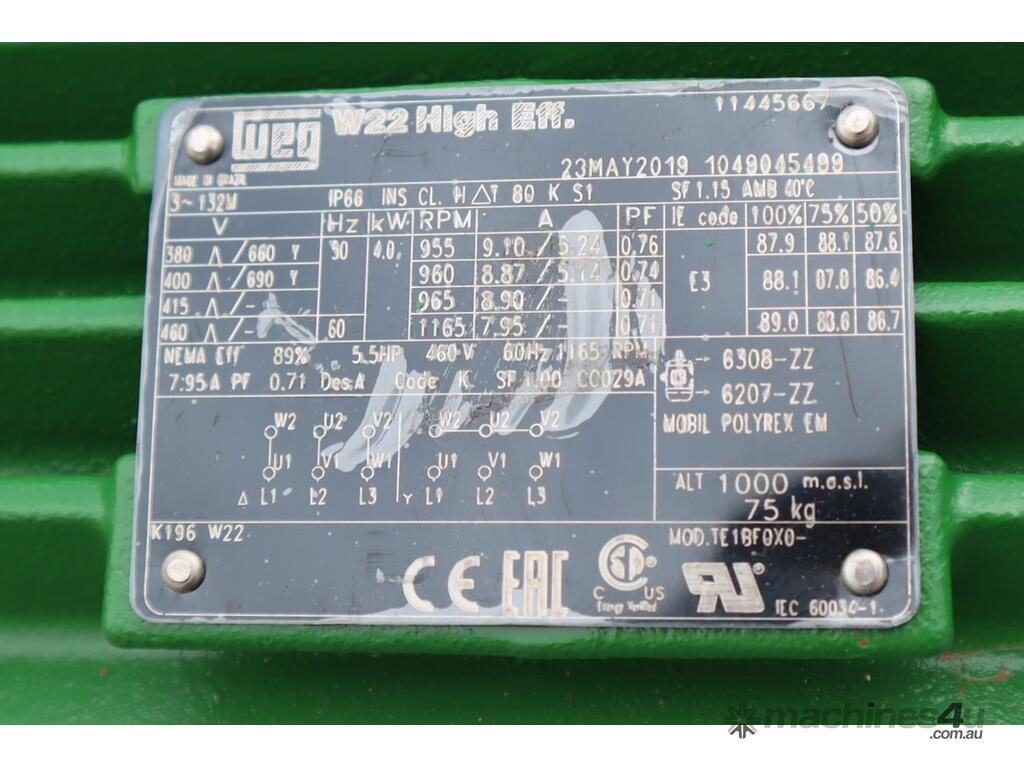 WEG W22 High Eff. 11445667
MADE IN BRAZIL 23MAY2019 1049045499
3~ 132M IP66 INS CL. H ΔT 80 K S1 SF 1.15 AMB 40°C
V Hz kW RPM A PF IE code 100% 75% 50%
380 Δ/660 Y 50 4.0 955 9.10/5.24 0.76 E3 87.9 88.1 87.6
400 Δ/690 Y 960 8.87/5.14 0.74 88.1 87.8 86.4
415 Δ/- 965 8.90/- 0.71
460 Δ/- 60 1165 7.95/- 0.71 89.0 86.7
NEMA Eff 89% 5.5HP 460 V 60Hz 1165 RPM
7.95A PF 0.71 Des.A Code K SF 1.00 CC029A
6308-ZZ
6207-ZZ
MOBIL POLYREX EM
W2 U2 V2 W2 U2 V2
U1 V1 W1 U1 V1 W1
Δ L1 L2 L3 Y L1 L2 L3
ALT 1000 m.a.s.l.
75 kg
K196 W22 MOD.TE1BF0X0-
CE EAC C SP US RU
Energy Verified IEC 60034-1
machines4u
.com.au